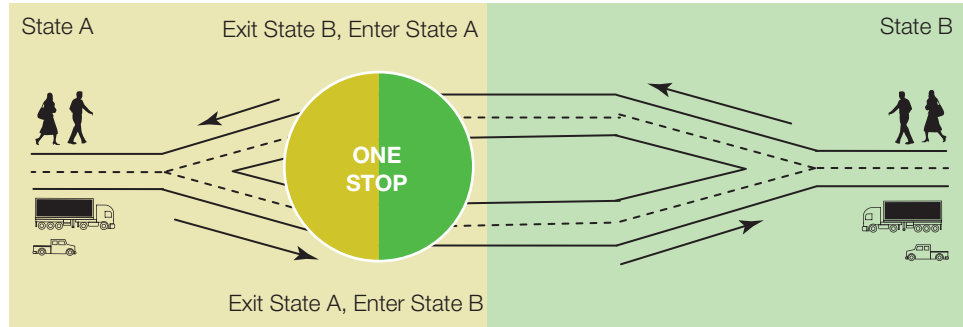 State A
Exit State B, Enter State A
State B
ONE
STOP
Exit State A, Enter State B